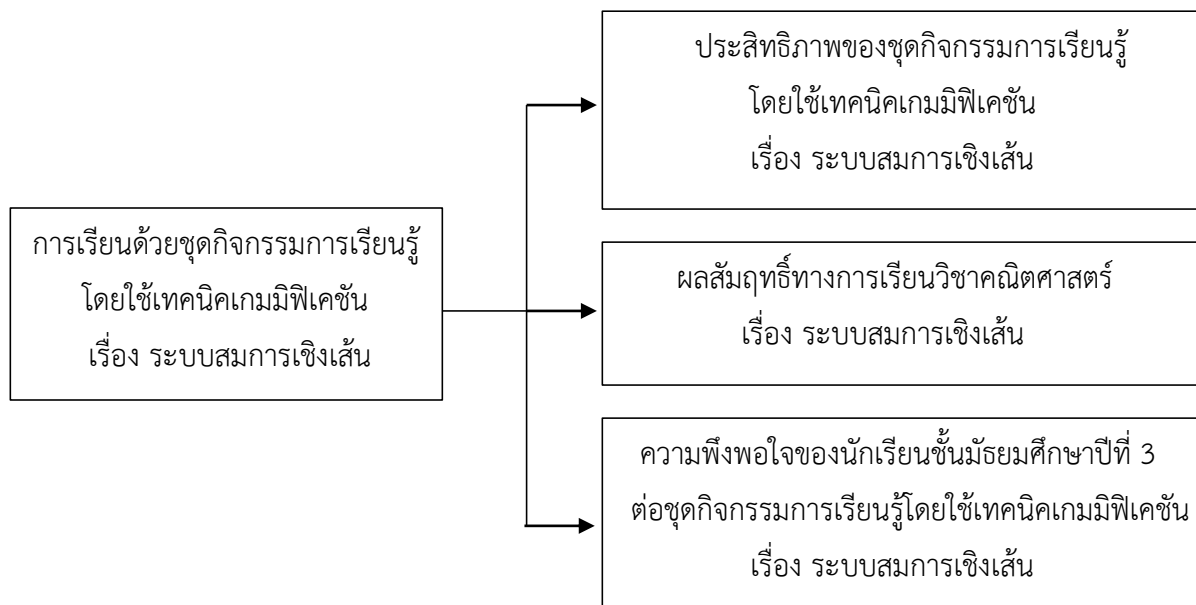 การเรียนด้วยชุดกิจกรรมการเรียนรู้
โดยใช้เทคนิคเกมมิฟิเคชัน
เรื่อง ระบบสมการเชิงเส้น
ประสิทธิภาพของชุดกิจกรรมการเรียนรู้
โดยใช้เทคนิคเกมมิฟิเคชัน
เรื่อง ระบบสมการเชิงเส้น
ผลสัมฤทธิ์ทางการเรียนวิชาคณิตศาสตร์
เรื่อง ระบบสมการเชิงเส้น
ความพึงพอใจของนักเรียนชั้นมัธยมศึกษาปีที่ 3
ต่อชุดกิจกรรมการเรียนรู้โดยใช้เทคนิคเกมมิฟิเคชัน
เรื่อง ระบบสมการเชิงเส้น